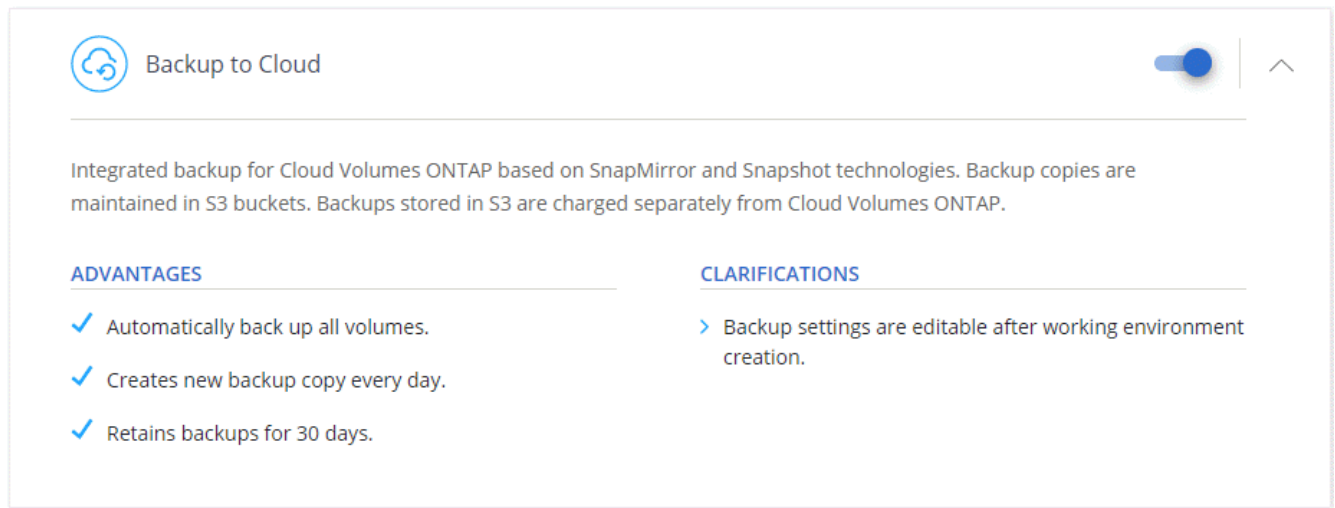 Backup to Cloud
Integrated backup for Cloud Volumes ONTAP based on SnapMirror and Snapshot technologies. Backup copies are
maintained in S3 buckets. Backups stored in S3 are charged separately from Cloud Volumes ONTAP.
ADVANTAGES
Automatically back up all volumes.
Creates new backup copy every day.
Retains backups for 30 days.
CLARIFICATIONS
Backup settings are editable after working environment
creation.